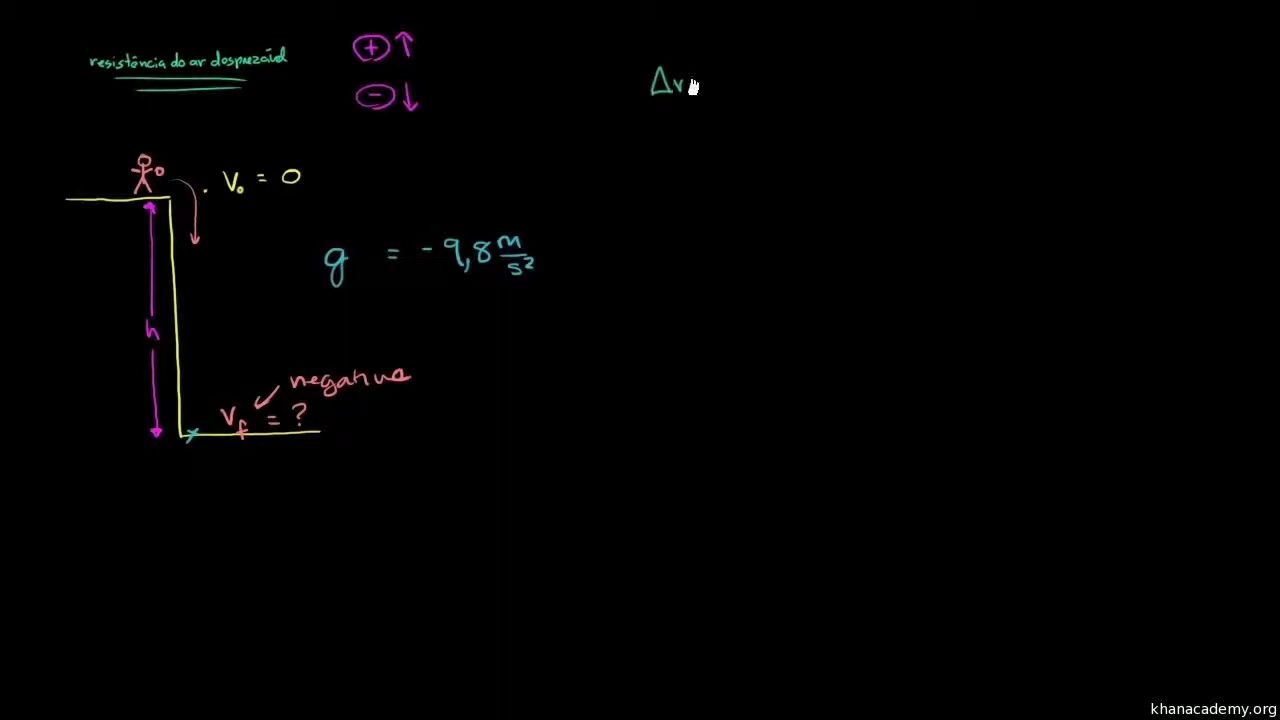 resistência do ar desprezável
+ ↑
- ↓
Δv
v₀ = 0
g = - 9,8 m/s²
h
negativa
v_f = ?
khanacademy.org